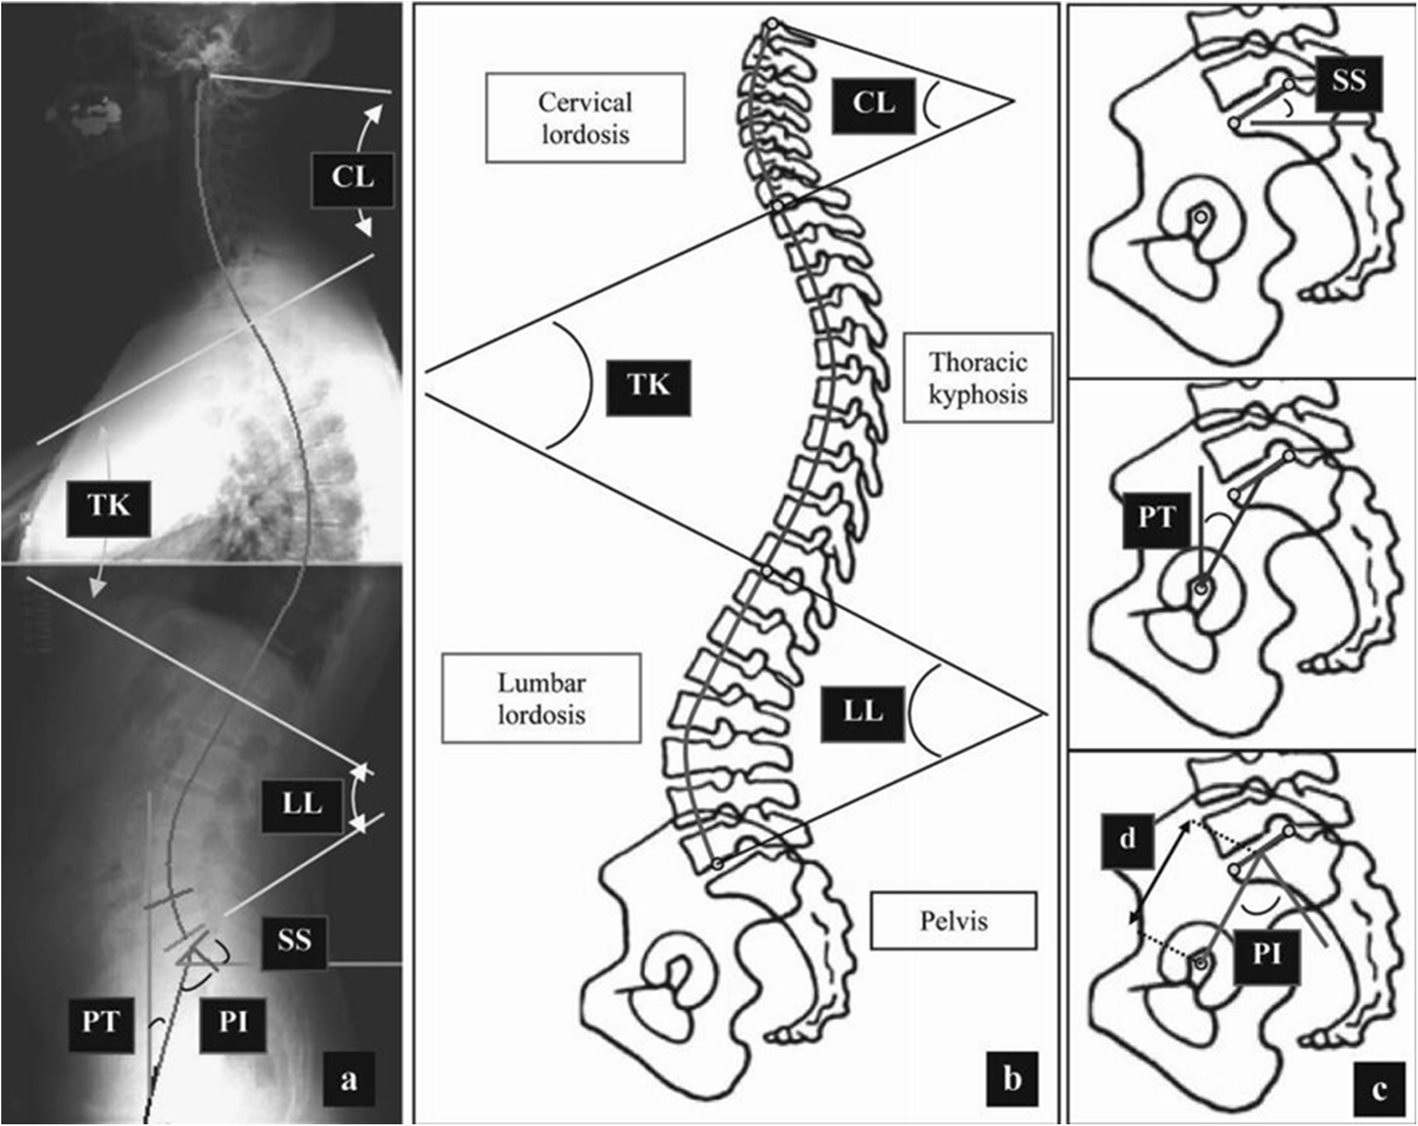 CL
TK
LL
SS
PT
PI
a
Cervical
lordosis
CL
TK
Thoracic
kyphosis
Lumbar
lordosis
LL
Pelvis
b
SS
PT
d
PI
c